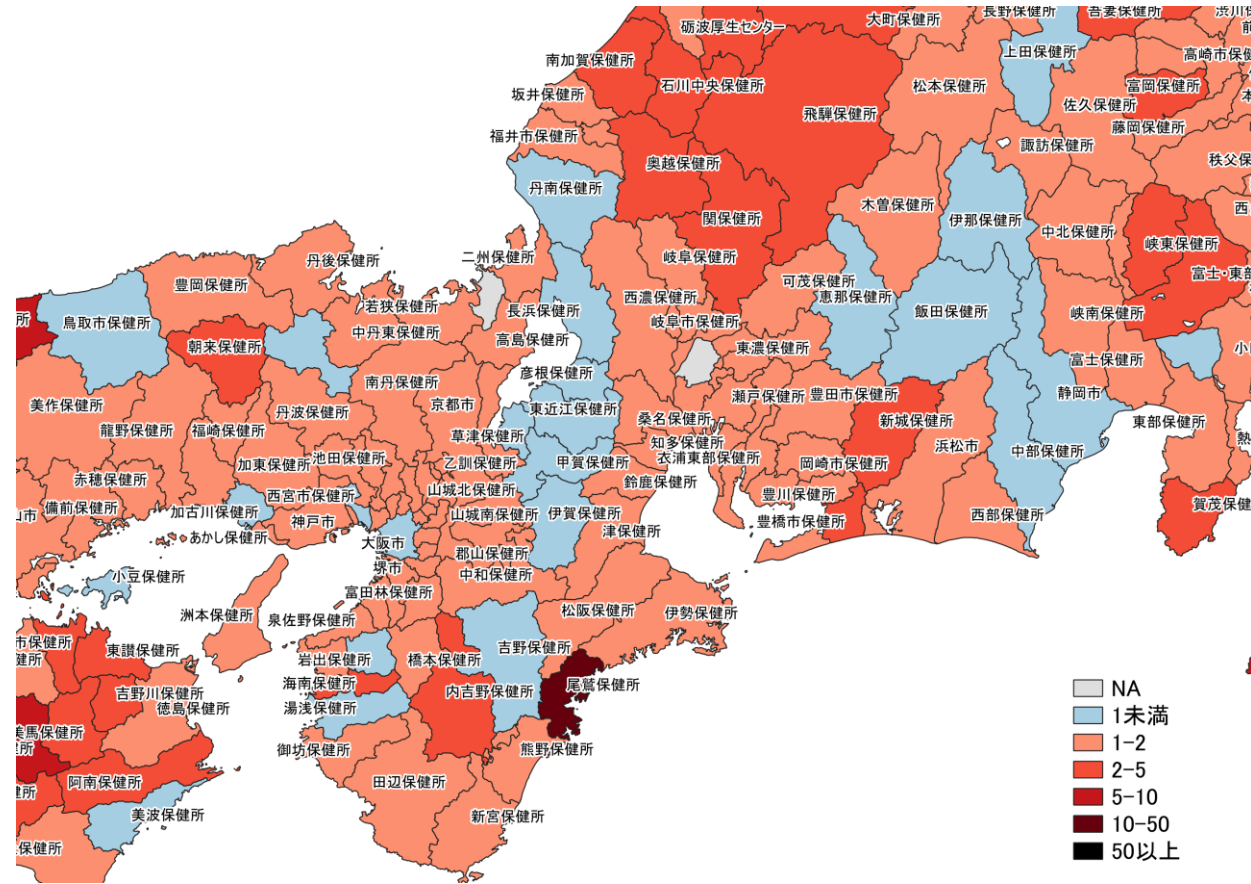 長野保健所
吾妻保健所
大町保健所
砺波厚生センター
上田保健所
南加賀保健所
石川中央保健所
松本保健所
富岡保健所
坂井保健所
飛騨保健所
佐久保健所
藤岡保健所
福井市保健所
諏訪保健所
奥越保健所
丹南保健所
木曽保健所
関保健所
伊那保健所
中北保健所
峡東保健所
二州保健所
岐阜保健所
丹後保健所
可茂保健所
豊岡保健所
恵那保健所
若狭保健所
長浜保健所
西濃保健所
飯田保健所
峡南保健所
鳥取市保健所
岐阜市保健所
中丹東保健所
高島保健所
朝来保健所
東濃保健所
富士保健所
彦根保健所
南丹保健所
瀬戸保健所
豊田市保健所
静岡市
美作保健所
京都市
東近江保健所
丹波保健所
桑名保健所
新城保健所
東部保健所
龍野保健所
福崎保健所
草津保健所
知多保健所
浜松市
中部保健所
池田保健所
乙訓保健所
甲賀保健所
衣浦東部保健所
加東保健所
岡崎市保健所
赤穂保健所
鈴鹿保健所
山城北保健所
西宮市保健所
豊川保健所
備前保健所
加古川保健所
神戸市
山城南保健所
伊賀保健所
西部保健所
賀茂保健
豊橋市保健所
あかし保健所
大阪市
津保健所
郡山保健所
堺市
中和保健所
小豆保健所
富田林保健所
洲本保健所
泉佐野保健所
松阪保健所
伊勢保健所
東讃保健所
岩出保健所
橋本保健所
吉野保健所
海南保健所
尾鷲保健所
内吉野保健所
吉野川保健所
徳島保健所
湯浅保健所
美馬保健所
御坊保健所
熊野保健所
阿南保健所
田辺保健所
美波保健所
新宮保健所
NA
1未満
1-2
2-5
5-10
10-50
50以上